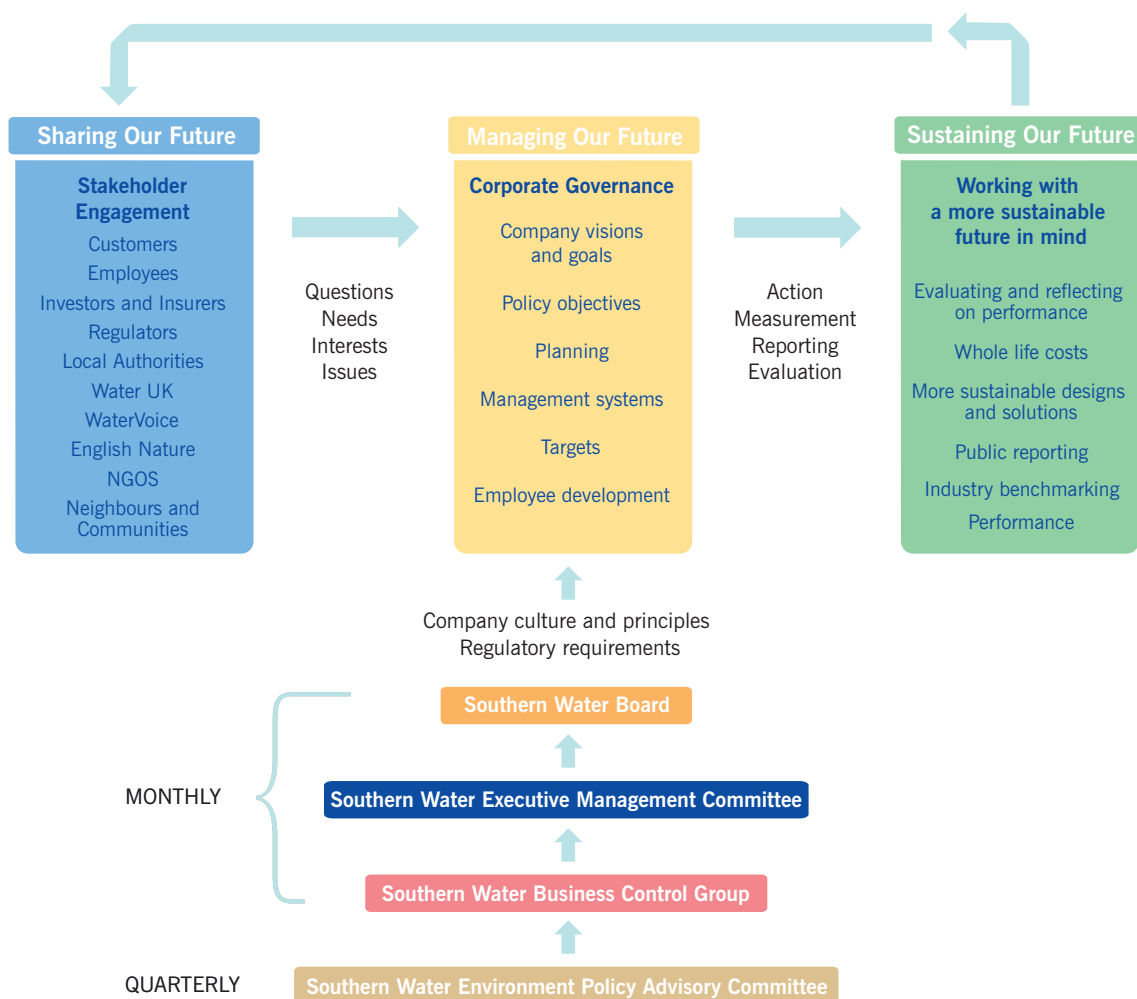 Sharing Our Future
Stakeholder
Engagement
Customers
Employees
Investors and Insurers
Regulators
Local Authorities
Water UK
WaterVoice
English Nature
NGOS
Neighbours and
Communities
Questions
Needs
Interests
Issues
Managing Our Future
Corporate Governance
Company visions
and goals
Policy objectives
Planning
Management systems
Targets
Employee development
Action
Measurement
Reporting
Evaluation
Sustaining Our Future
Working with
a more sustainable
future in mind
Evaluating and reflecting
on performance
Whole life costs
More sustainable designs
and solutions
Public reporting
Industry benchmarking
Performance
Company culture and principles
Regulatory requirements
Southern Water Board
MONTHLY
Southern Water Executive Management Committee
Southern Water Business Control Group
QUARTERLY
Southern Water Environment Policy Advisory Committee